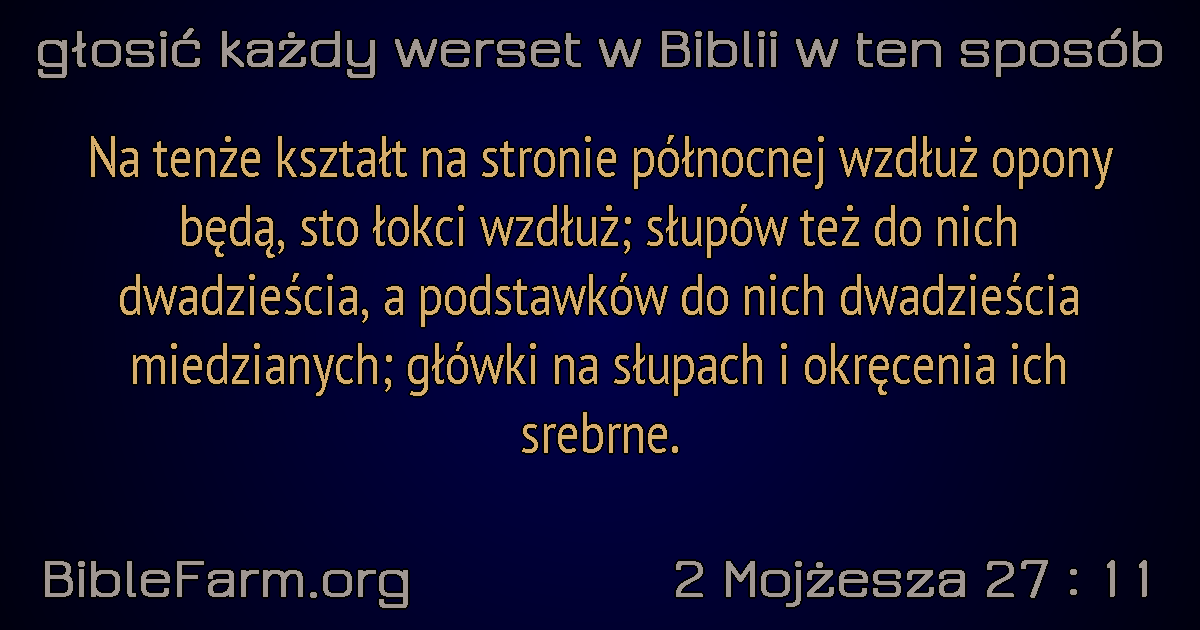 głosić każdy werset w Biblii w ten sposób
Na tenże kształt na stronie północnej wzdłuż opony
będą, sto łokci wzdłuż; słupów też do nich
dwadzieścia, a podstawków do nich dwadzieścia
miedzianych; główki na słupach i okręcenia ich
srebrne.
BibleFarm.org
2 Mojżesza 27 : 11